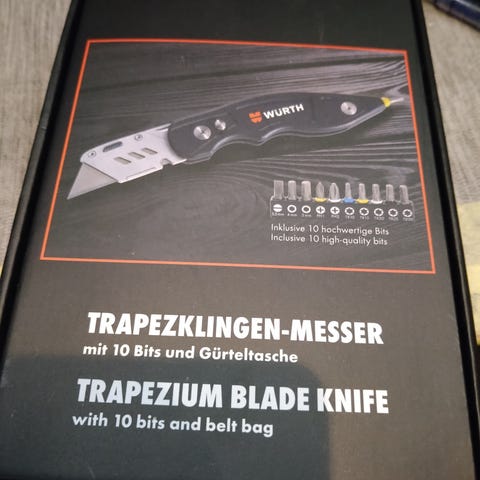 WÜRTH
Inklusive 10 hochwertige Bits
Inclusive 10 high-quality bits
TRAPEZKLINGEN-MESSER
mit 10 Bits und Gürteltasche
TRAPEZIUM BLADE KNIFE
with 10 bits and belt bag